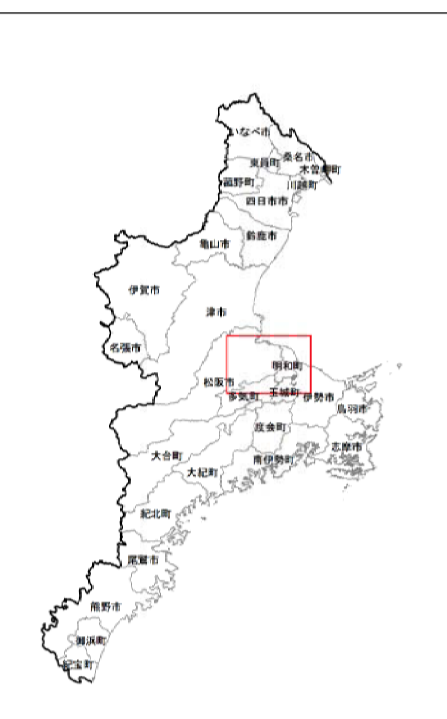 いなべ市
桑名市
東員町
木曽岬町
菰野町
川越町
四日市市
鈴鹿市
亀山市
伊賀市
津市
名張市
明和町
松阪市
多気町
玉城町
伊勢市
鳥羽市
度会町
志摩市
大台町
南伊勢町
大紀町
紀北町
尾鷲市
熊野市
御浜町
紀宝町